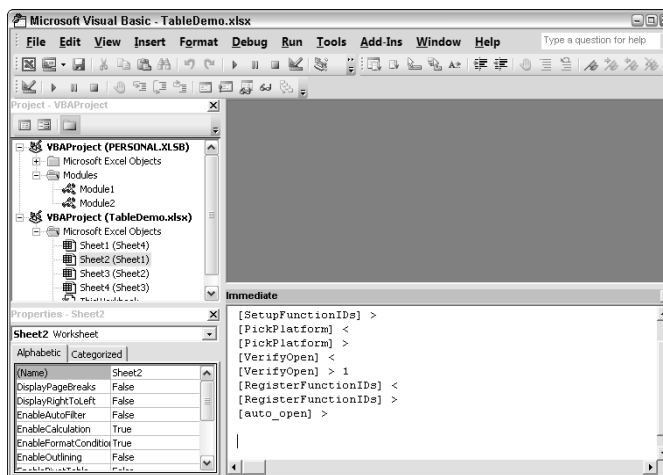 Microsoft Visual Basic - TableDemo.xlsx
File Edit View Insert Format Debug Run Tools Add-Ins Window Help
Type a question for help
Project - VBAProject
VBAProject (PERSONAL.XLSB)
Microsoft Excel Objects
Modules
Module1
Module2
VBAProject (TableDemo.xlsx)
Microsoft Excel Objects
Sheet1 (Sheet4)
Sheet2 (Sheet1)
Sheet3 (Sheet2)
Sheet4 (Sheet3)
ThisWorkbook
Properties - Sheet2
Sheet2 Worksheet
Alphabetic Categorized
(Name) Sheet2
DisplayPageBreaks False
DisplayRightToLeft False
EnableAutoFilter False
EnableCalculation True
EnableFormatConditio True
EnableOutlining False
EnablePivotTable False
Immediate
[SetupFunctionIDs] >
[PickPlatform] <
[PickPlatform] >
[VerifyOpen] <
[VerifyOpen] > 1
[RegisterFunctionIDs] <
[RegisterFunctionIDs] >
[auto_open] >